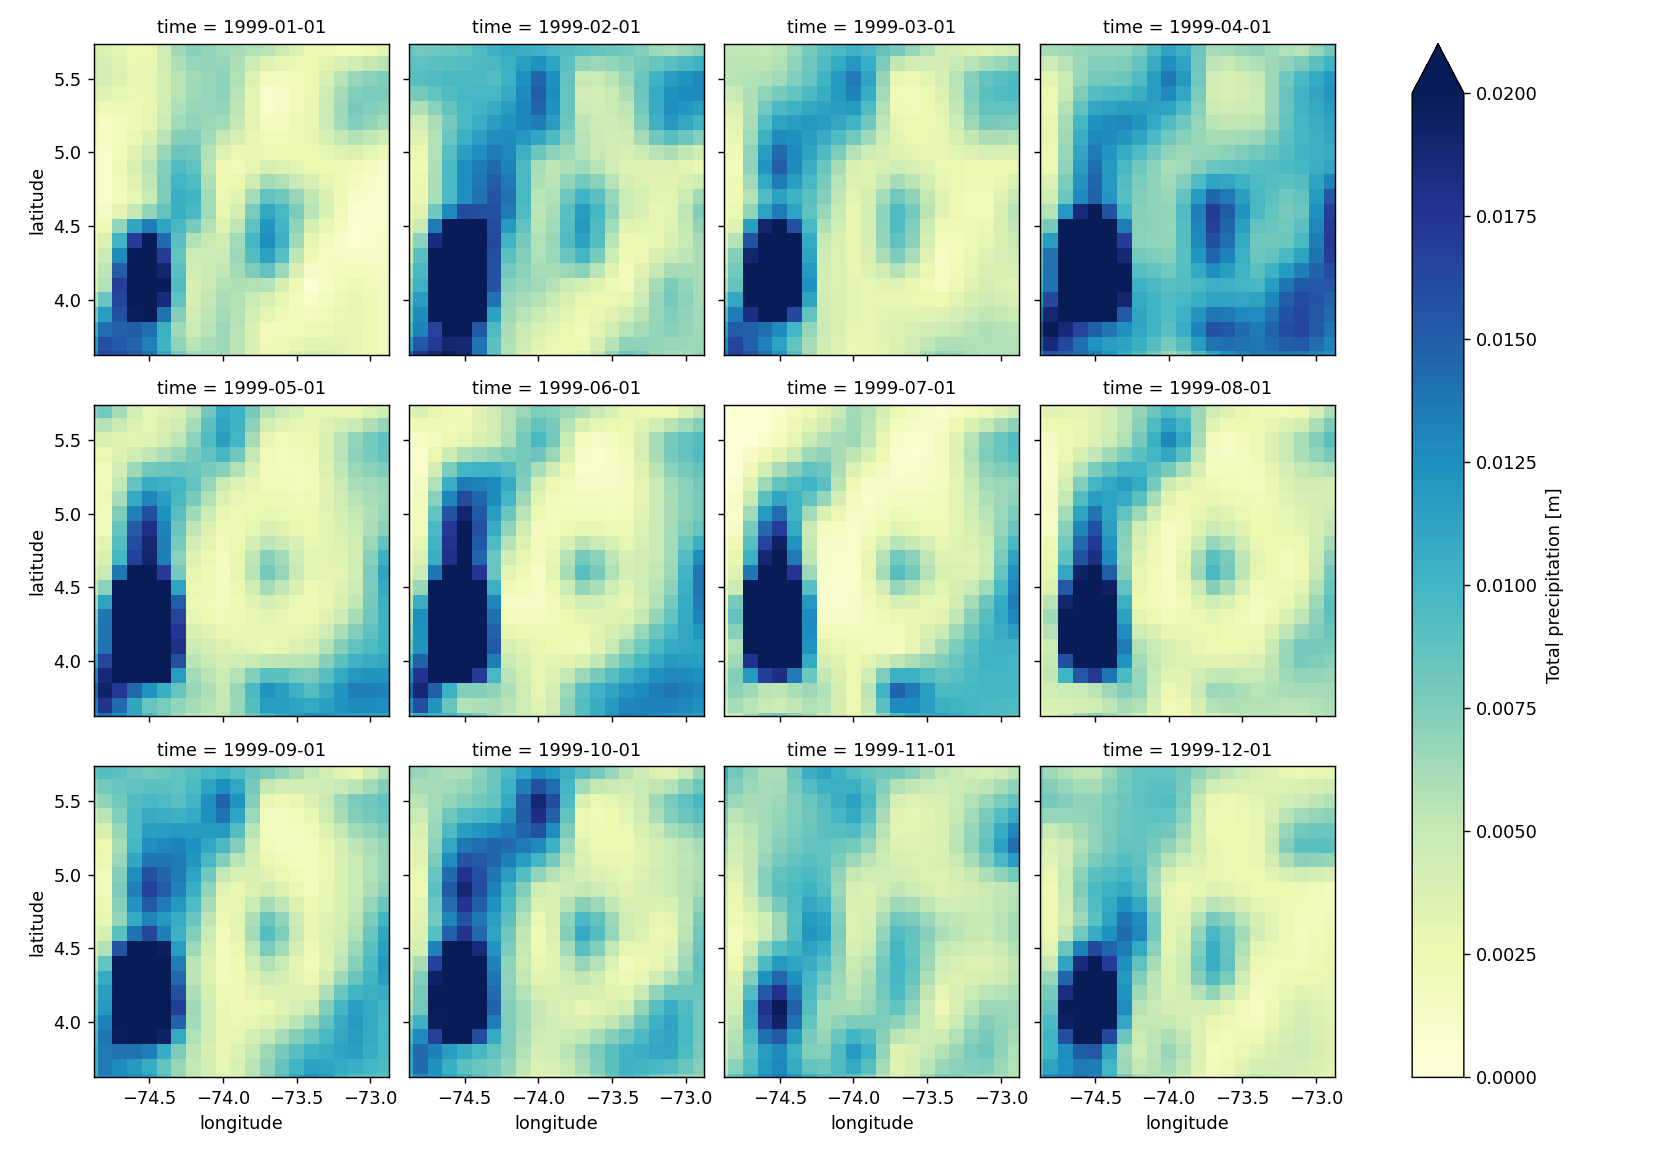 time = 1999-01-01
time = 1999-02-01
time = 1999-03-01
time = 1999-04-01
5.5
5.0
4.5
4.0
latitude
time = 1999-05-01
time = 1999-06-01
time = 1999-07-01
time = 1999-08-01
5.5
5.0
4.5
4.0
latitude
time = 1999-09-01
time = 1999-10-01
time = 1999-11-01
time = 1999-12-01
5.5
5.0
4.5
4.0
latitude
−74.5 −74.0 −73.5 −73.0
longitude
−74.5 −74.0 −73.5 −73.0
longitude
−74.5 −74.0 −73.5 −73.0
longitude
−74.5 −74.0 −73.5 −73.0
longitude
0.0200
0.0175
0.0150
0.0125
0.0100
0.0075
0.0050
0.0025
0.0000
Total precipitation [m]